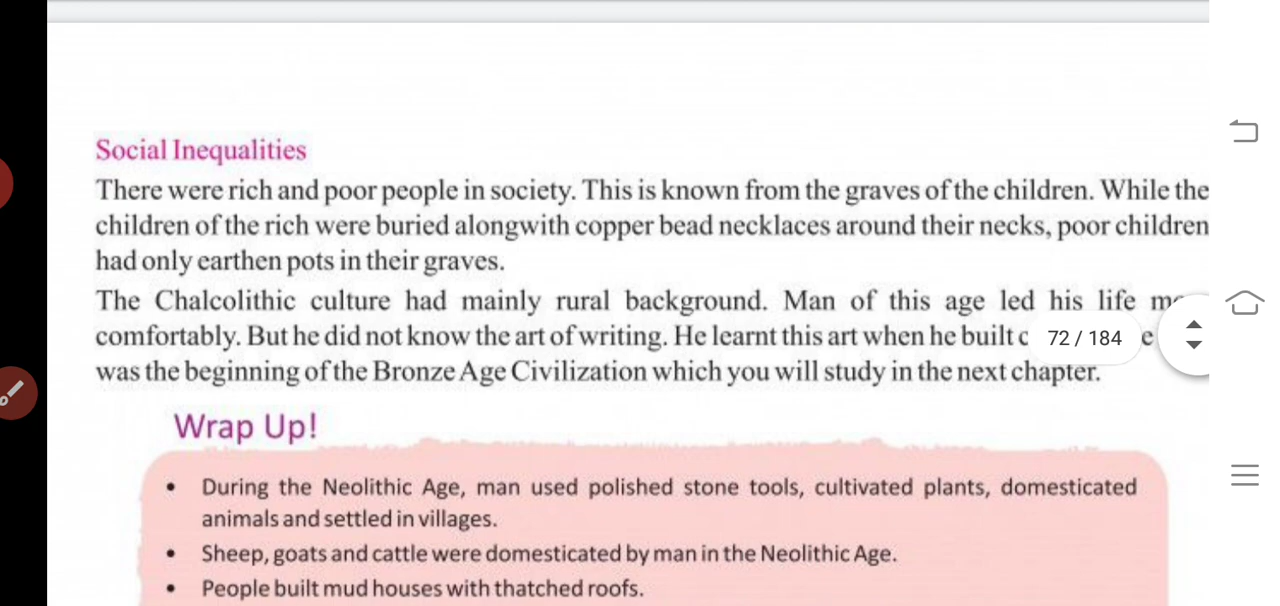 Social Inequalities
There were rich and poor people in society. This is known from the graves of the children. While the
children of the rich were buried alongwith copper bead necklaces around their necks, poor children
had only earthen pots in their graves.
The Chalcolithic culture had mainly rural background. Man of this age led his life
comfortably. But he did not know the art of writing. He learnt this art when he built
72 / 184
was the beginning of the Bronze Age Civilization which you will study in the next chapter.
Wrap Up!
• During the Neolithic Age, man used polished stone tools, cultivated plants, domesticated
animals and settled in villages.
• Sheep, goats and cattle were domesticated by man in the Neolithic Age.
• People built mud houses with thatched roofs.